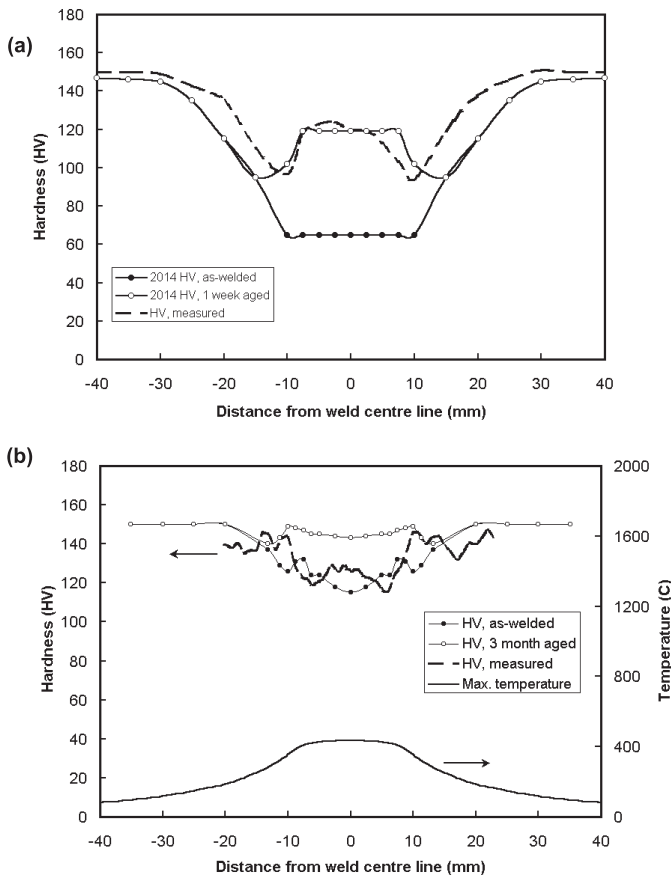 (a)
180
160
140
120
100
80
60
40
20
0
Hardness (HV)
2014 HV, as-welded
2014 HV, 1 week aged
HV, measured
-40 -30 -20 -10 0 10 20 30 40
Distance from weld centre line (mm)
(b)
180
160
140
120
100
80
60
40
20
0
Hardness (HV)
2000
1600
1200
800
400
0
Temperature (C)
HV, as-welded
HV, 3 month aged
HV, measured
Max. temperature
-40 -30 -20 -10 0 10 20 30 40
Distance from weld centre line (mm)